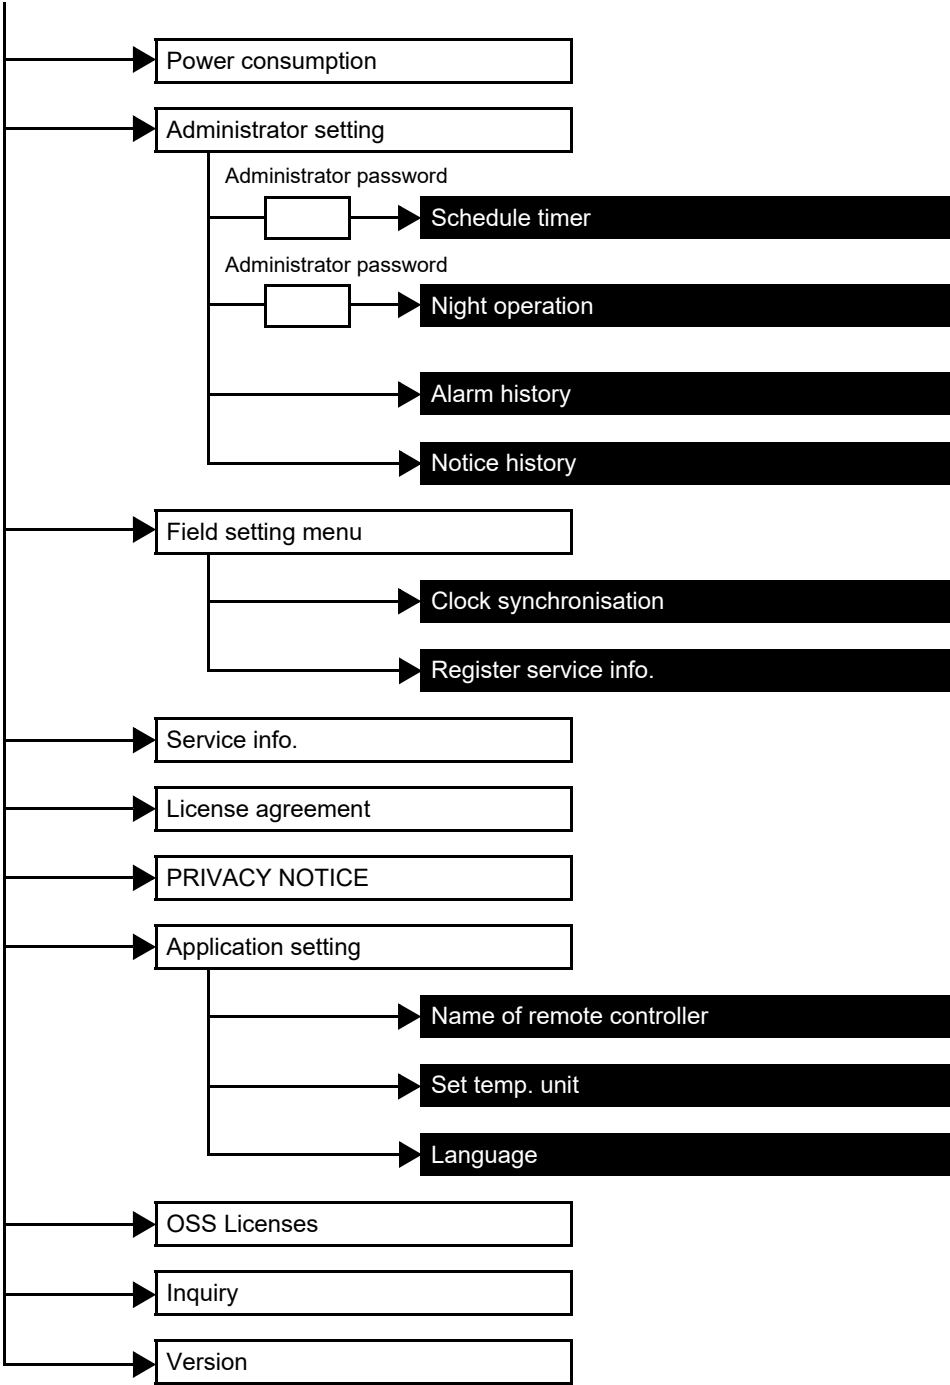 Power consumption
Administrator setting
Administrator password
Schedule timer
Administrator password
Night operation
Alarm history
Notice history
Field setting menu
Clock synchronisation
Register service info.
Service info.
License agreement
PRIVACY NOTICE
Application setting
Name of remote controller
Set temp. unit
Language
OSS Licenses
Inquiry
Version